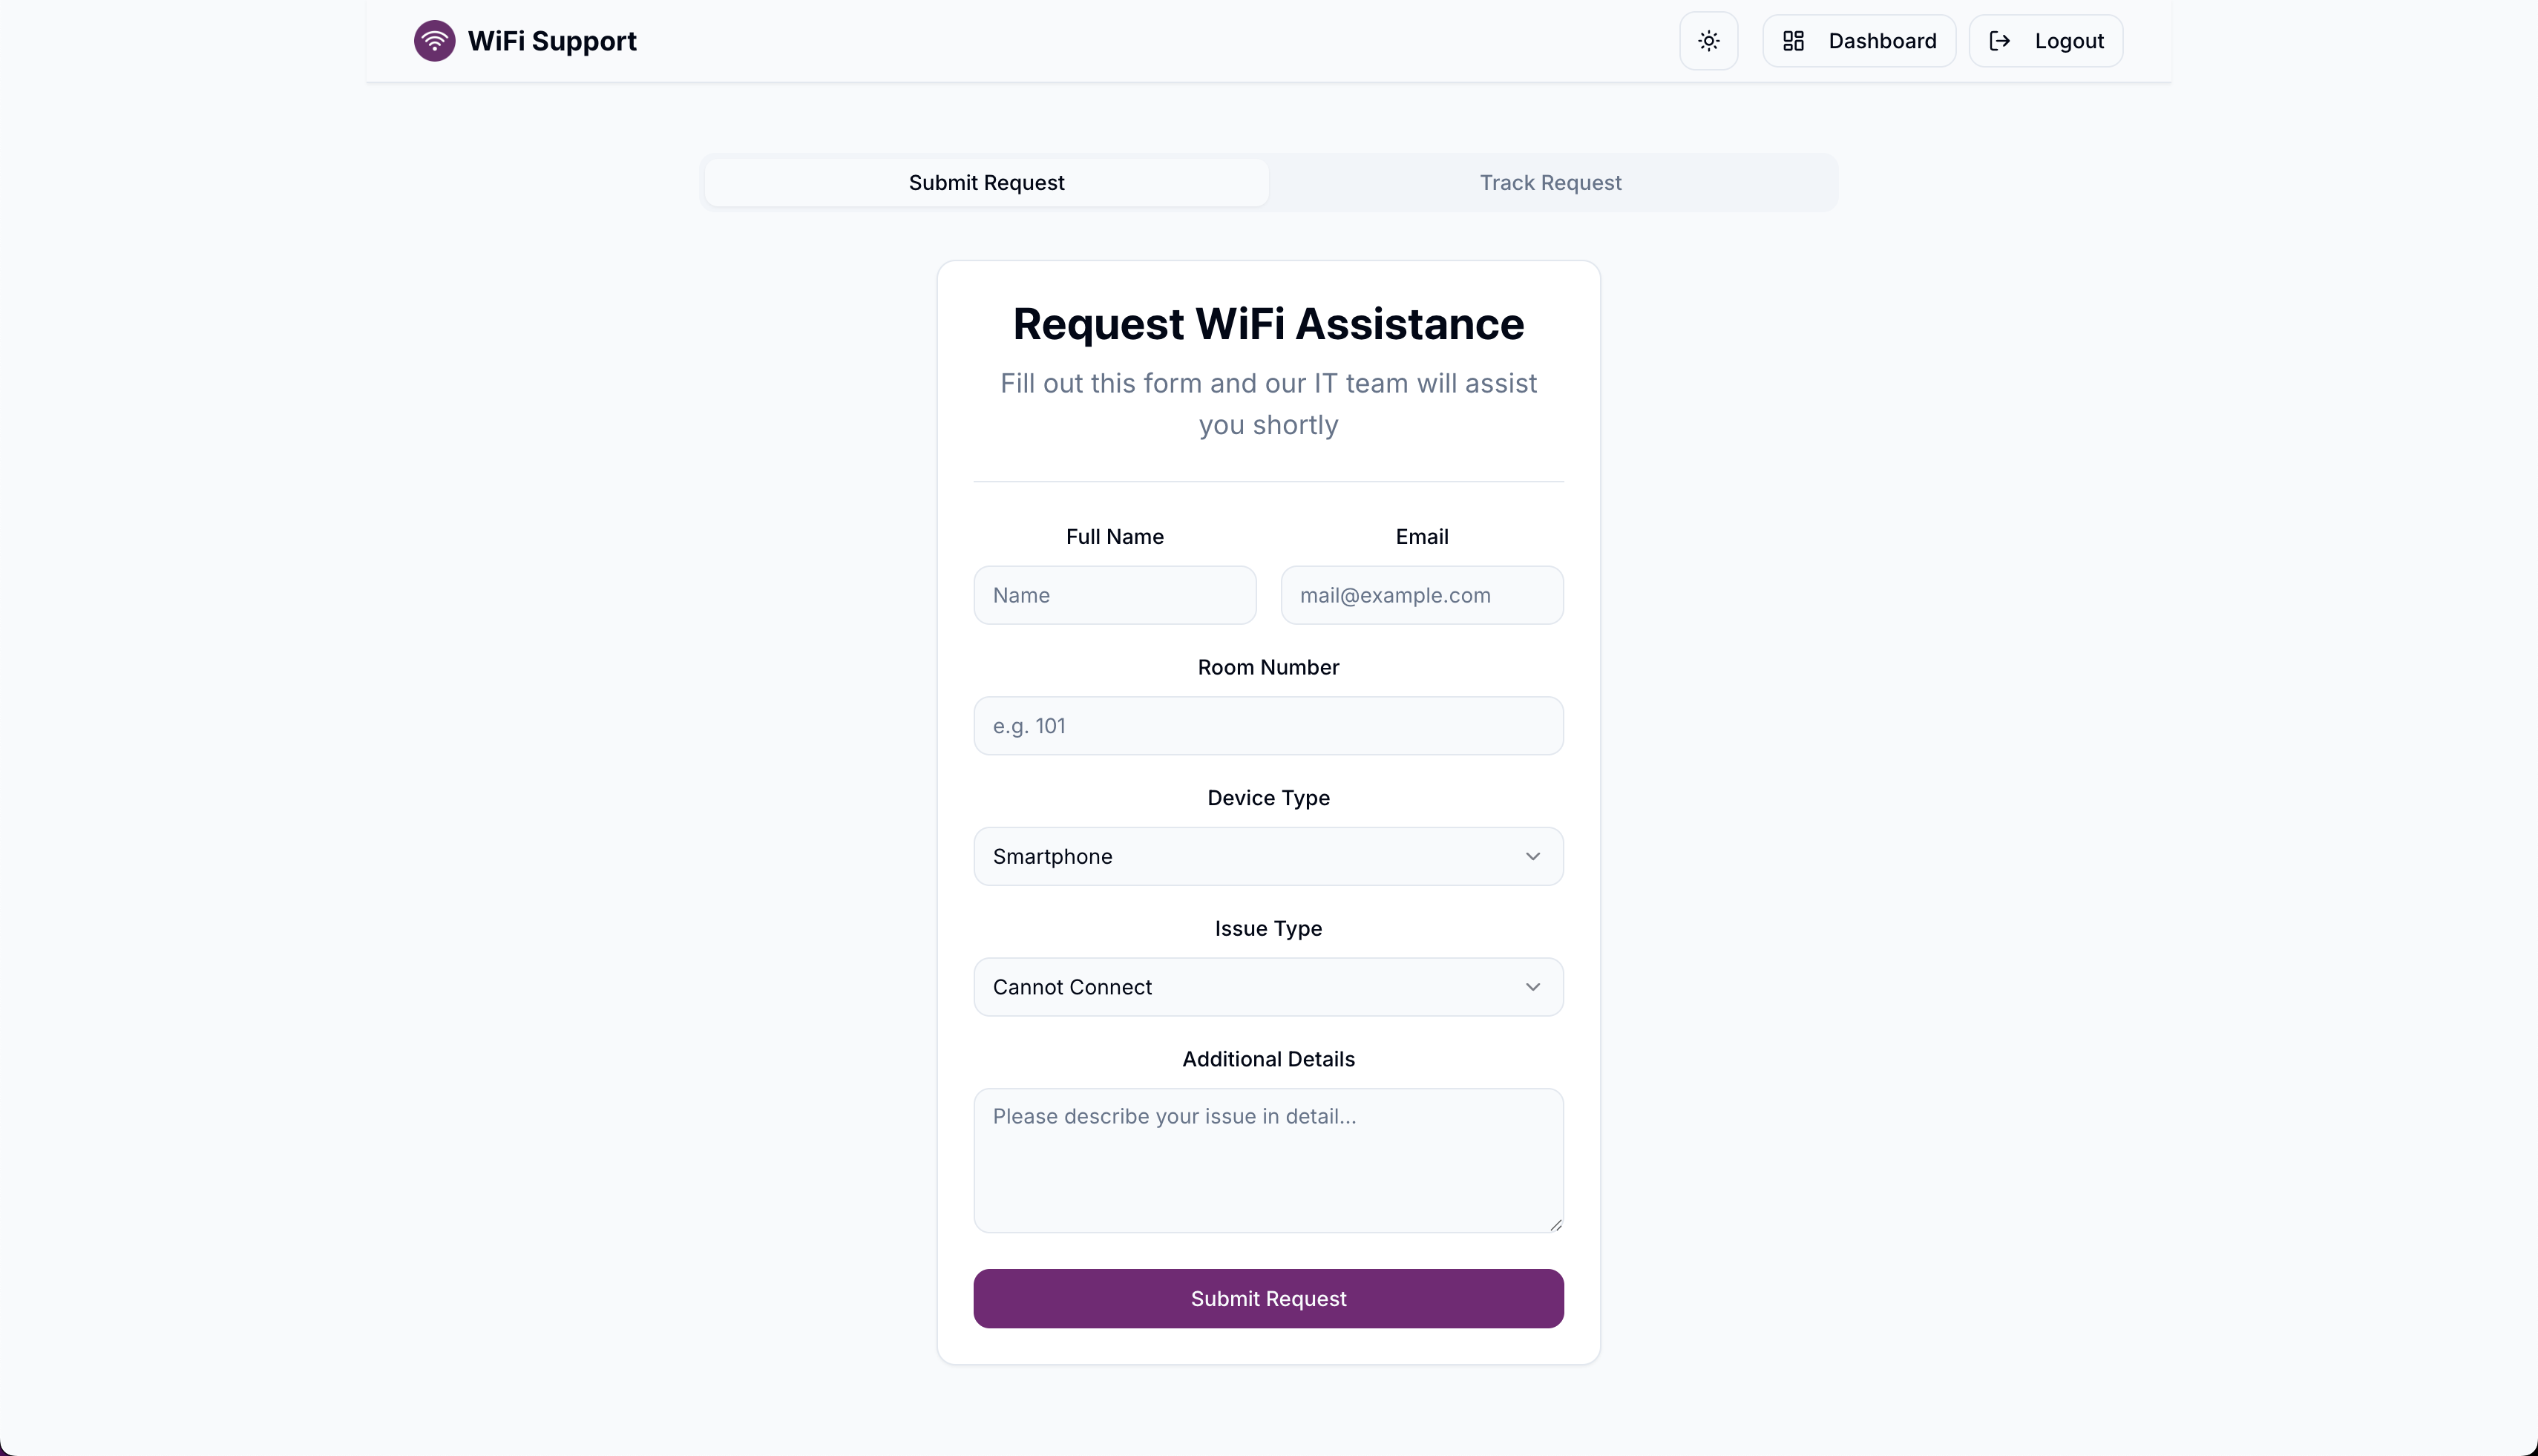 WiFi Support
Dashboard
Logout
Submit Request
Track Request
Request WiFi Assistance
Fill out this form and our IT team will assist
you shortly
Full Name
Email
Name
mail@example.com
Room Number
e.g. 101
Device Type
Smartphone
Issue Type
Cannot Connect
Additional Details
Please describe your issue in detail...
Submit Request